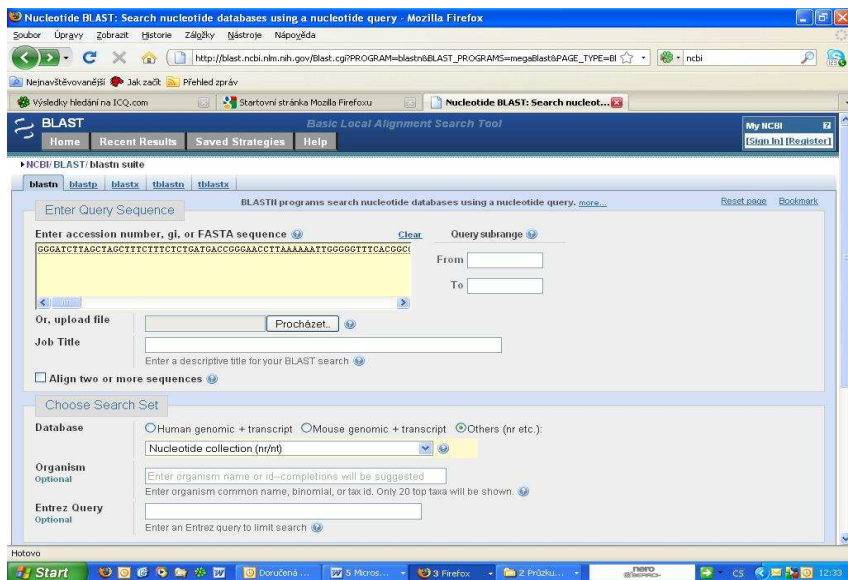 Nucleotide BLAST: Search nucleotide databases using a nucleotide query - Mozilla Firefox
Soubor Úpravy Zobrazit Historie Záložky Nástroje Nápověda
http://blast.ncbi.nlm.nih.gov/Blast.cgi?PROGRAM=blastn&BLAST_PROGRAMS=megaBlast&PAGE_TYPE=Bl ncbi
Nejnavštěvovanější Jak začít Přehled zpráv
Výsledky hledání na ICQ.com Startovní stránka Mozilla Firefoxu Nucleotide BLAST: Search nucleot...
BLAST Basic Local Alignment Search Tool My NCBI
Home Recent Results Saved Strategies Help [Sign In] [Register]
NCBI/ BLAST/ blastn suite
blastn blastp blastx tblastn tblastx
BLASTN programs search nucleotide databases using a nucleotide query. more... Reset page Bookmark
Enter Query Sequence
Enter accession number, gi, or FASTA sequence Clear Query subrange
GGGATCTTAGCTAGCTTTCTTTCTCTGATGACCGGGAACCTTAAAAAATTGGGGGTTTCACGGC
From
To
Or, upload file Procházet..
Job Title
Enter a descriptive title for your BLAST search
Align two or more sequences
Choose Search Set
Database Human genomic + transcript Mouse genomic + transcript Others (nr etc.):
Nucleotide collection (nr/nt)
Organism
Optional
Enter organism name or id--completions will be suggested
Enter organism common name, binomial, or tax id. Only 20 top taxa will be shown.
Entrez Query
Optional
Enter an Entrez query to limit search
Hotovo
Start Doručená ... 5 Micros... 3 Firefox 2 Průzku... nero SEARCH CS 12:33